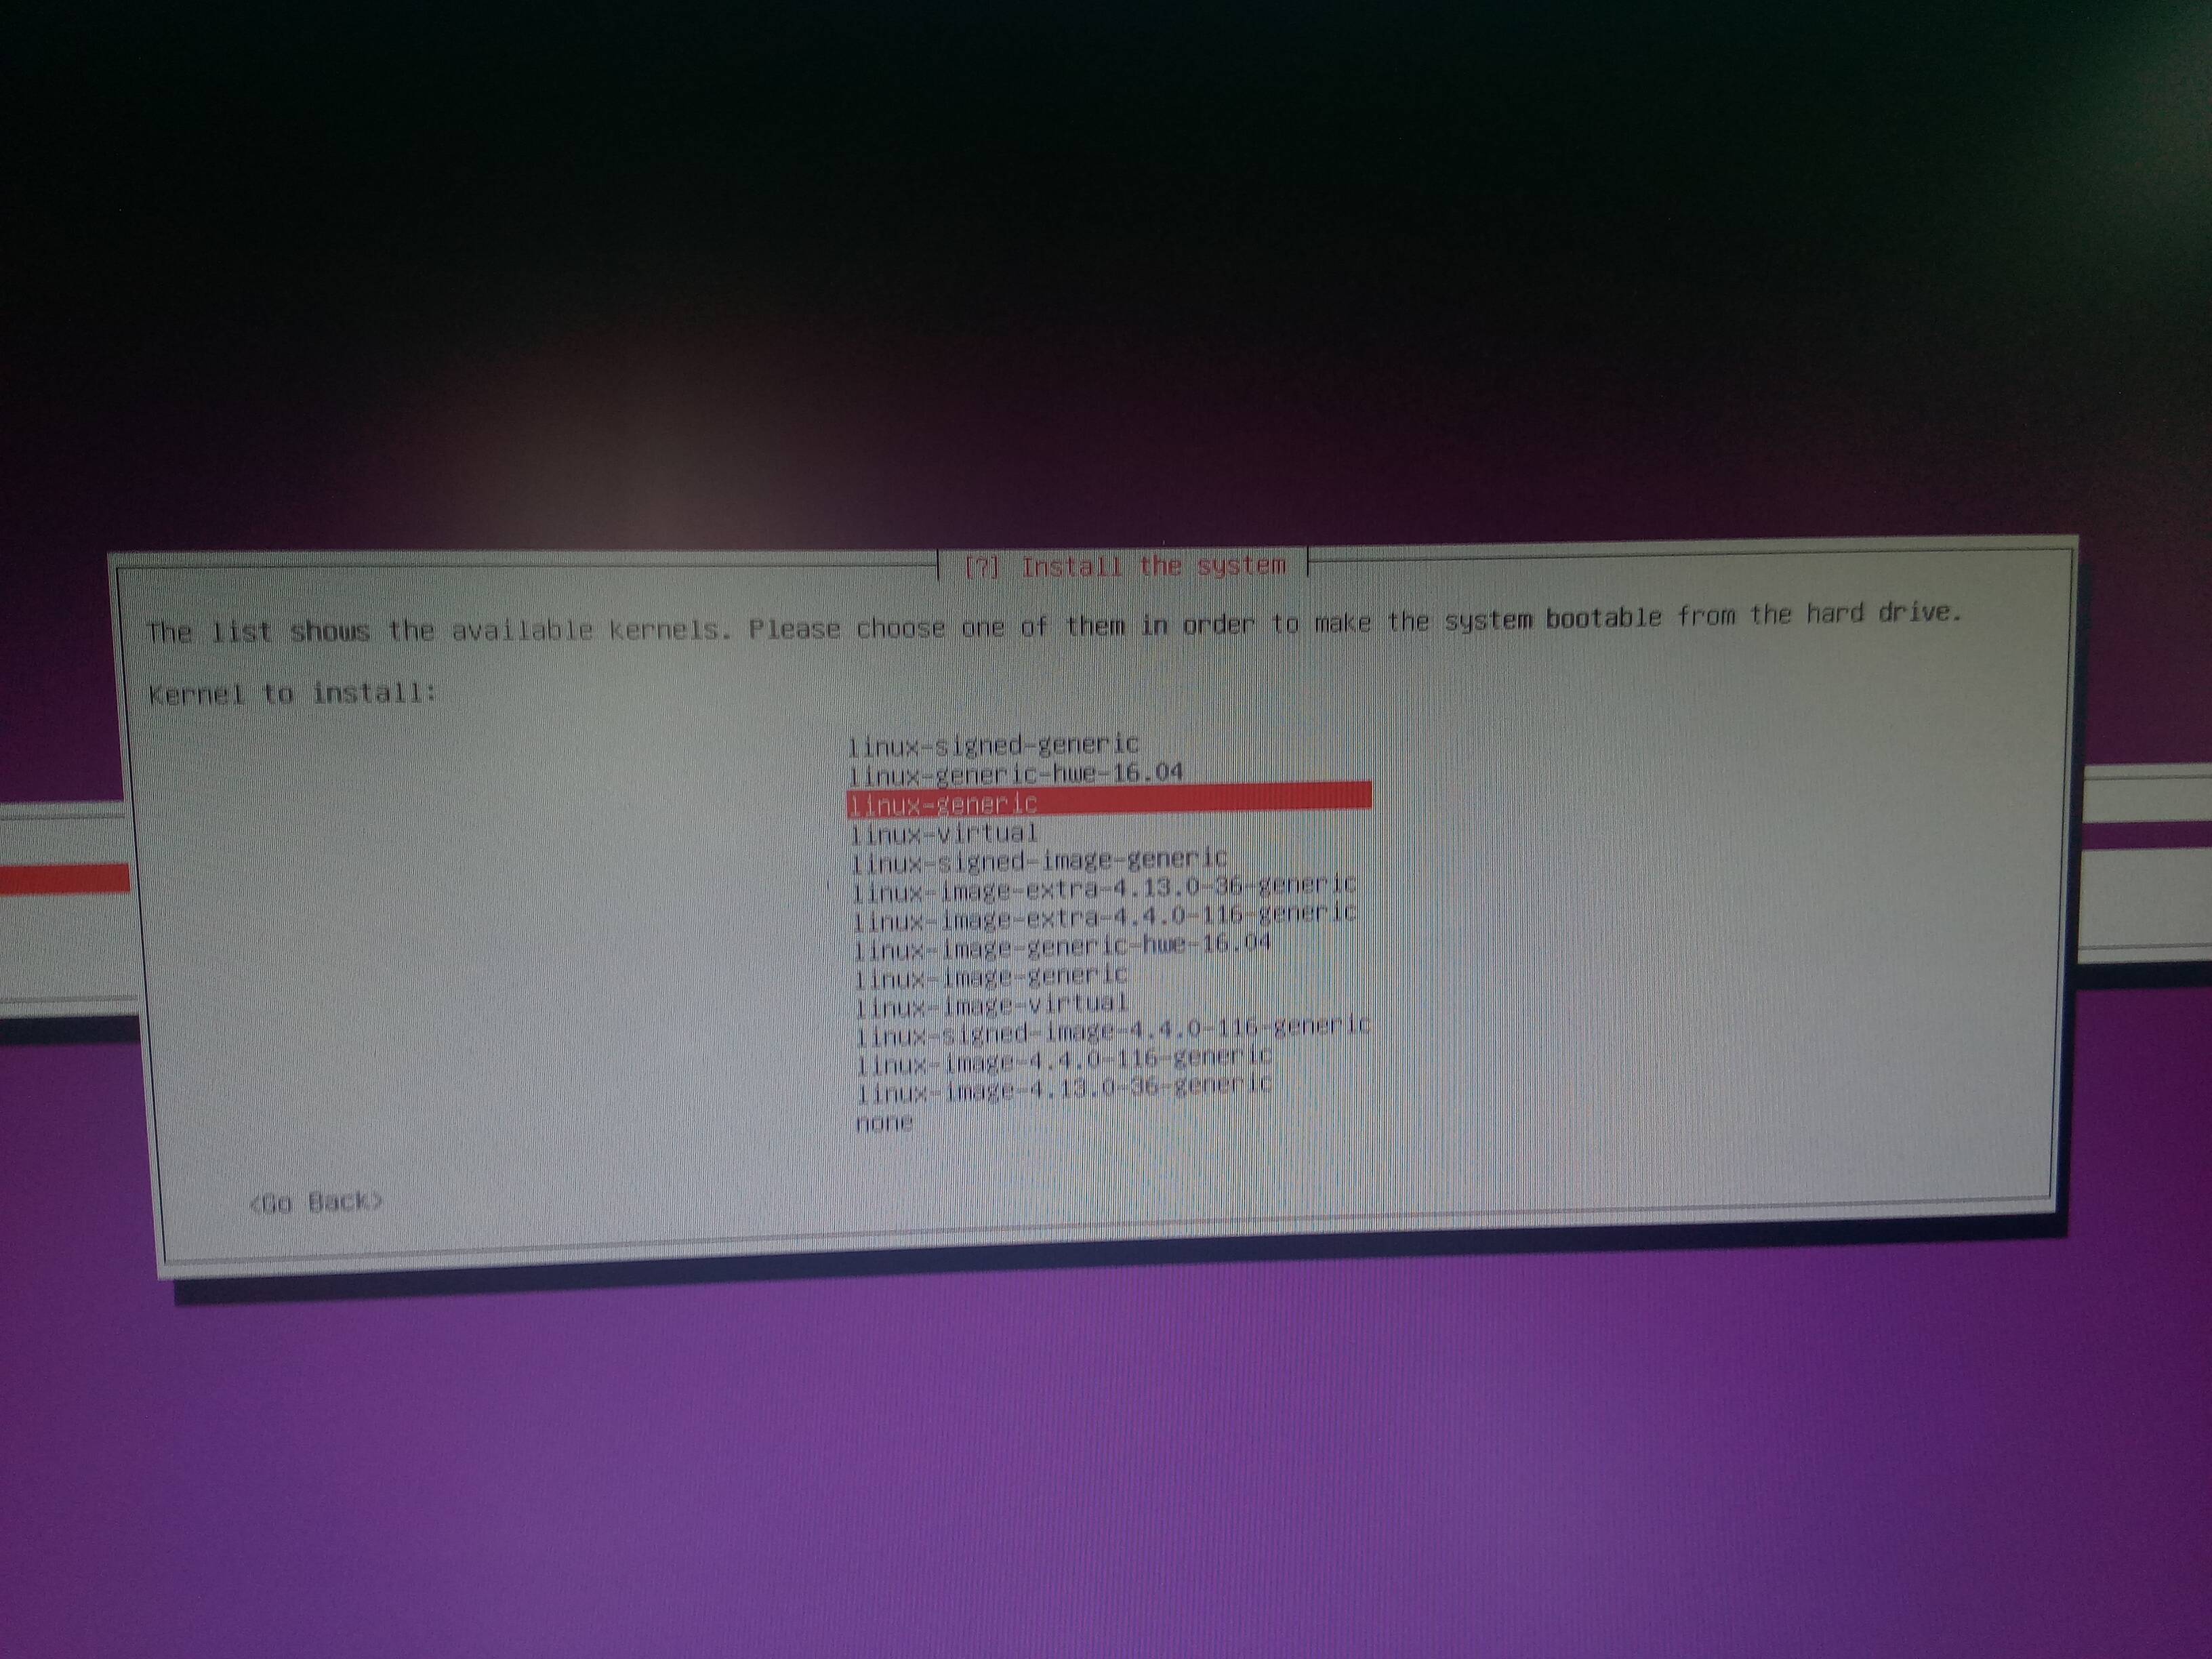 [?] Install the system
The list shows the available kernels. Please choose one of them in order to make the system bootable from the hard drive.
Kernel to install:
linux-signed-generic
linux-generic-hwe-16.04
linux-generic
linux-virtual
linux-signed-image-generic
linux-image-extra-4.13.0-36-generic
linux-image-extra-4.4.0-116-generic
linux-image-generic-hwe-16.04
linux-image-generic
linux-image-virtual
linux-signed-image-4.4.0-116-generic
linux-image-4.4.0-116-generic
linux-image-4.13.0-36-generic
none
<Go Back>